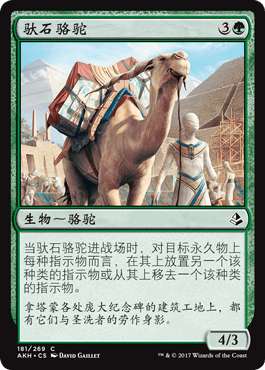 驮石骆驼 3
生物～骆驼
当驮石骆驼进战场时，对目标永久物上
每种指示物而言，在其上放置另一个该
种类的指示物或从其上移去一个该种类
的指示物。
拿塔蒙各处庞大纪念碑的建筑工地上，都
有它们与圣洗者的劳作身影。
4/3
181/269 C
AKH • CS DAVID GAILLET
™ & © 2017 Wizards of the Coast